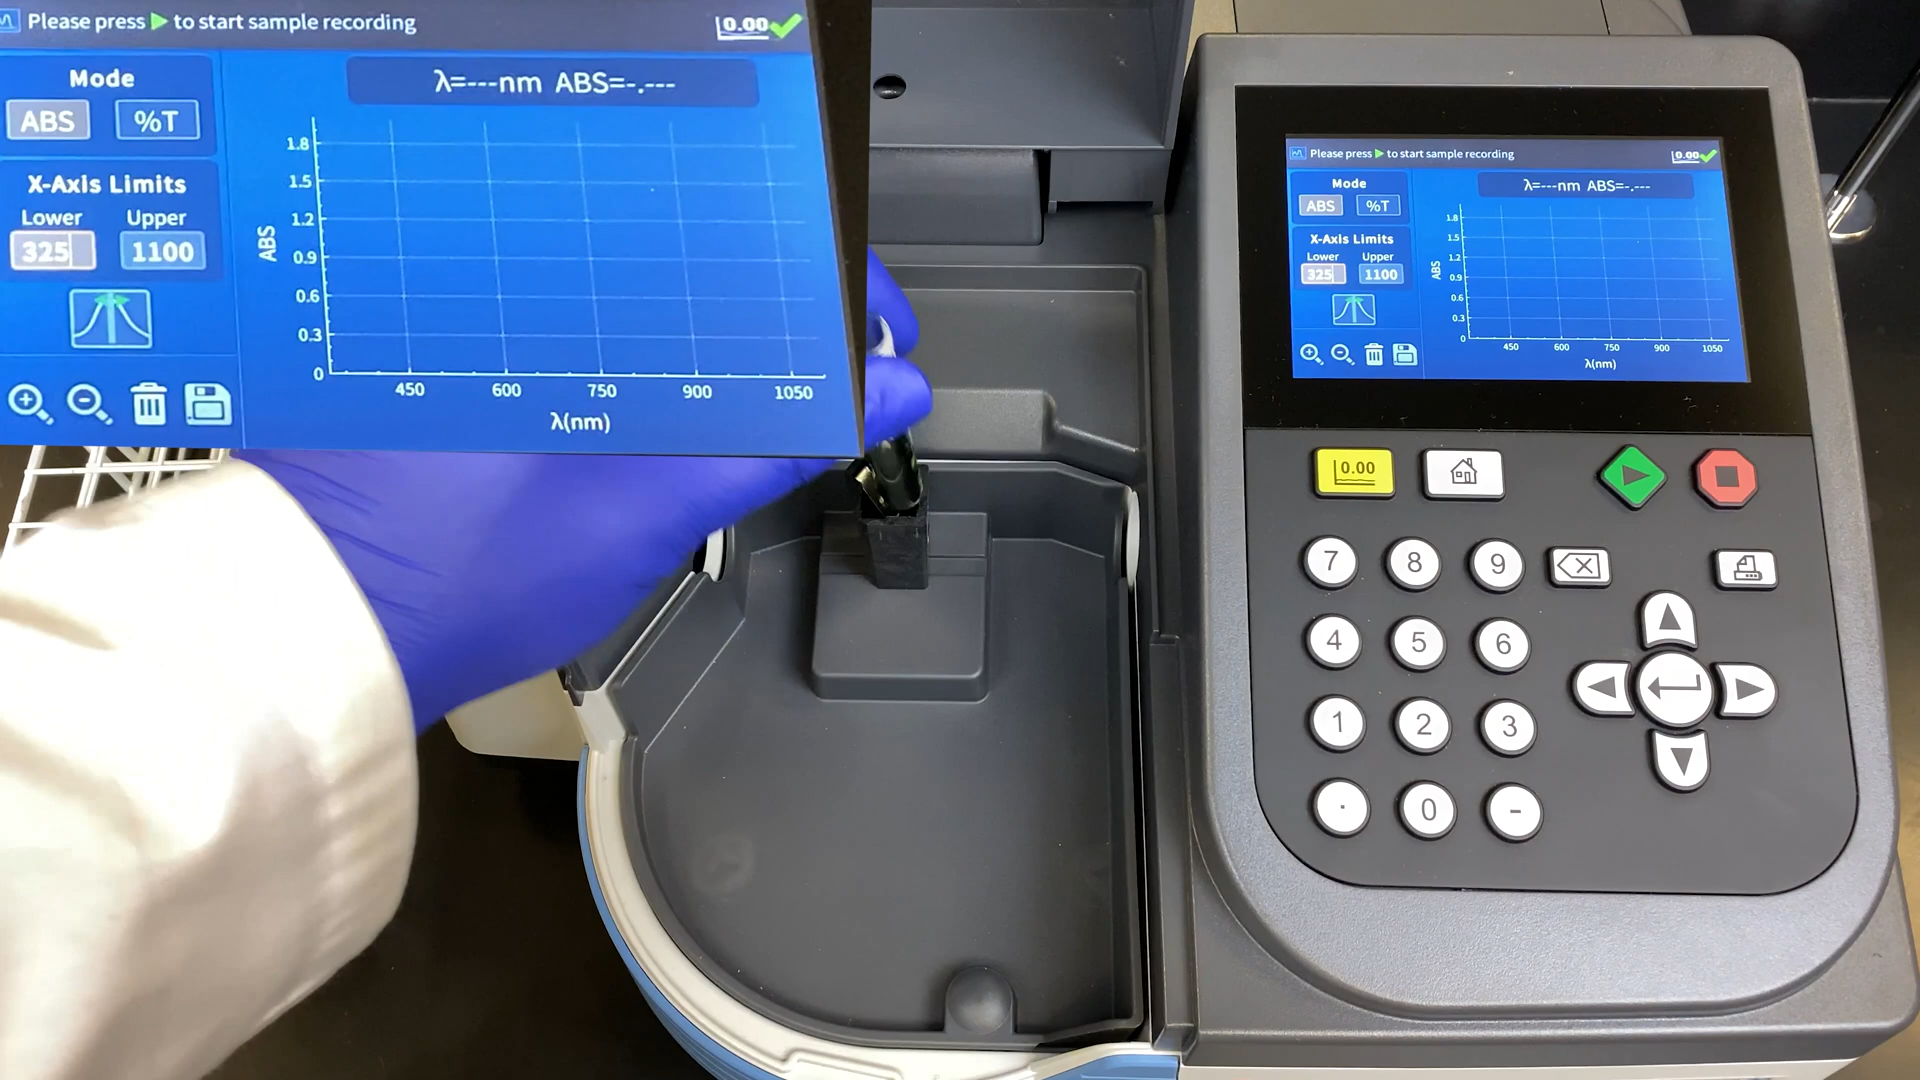 Please press ▶ to start sample recording
0.00
Mode
ABS %T
X-Axis Limits
Lower Upper
325 1100
λ=---nm ABS=-.---
ABS
1.8
1.5
1.2
0.9
0.6
0.3
0
450 600 750 900 1050
λ(nm)
Please press ▶ to start sample recording
0.00
Mode
ABS %T
X-Axis Limits
Lower Upper
325 1100
λ=---nm ABS=-.---
ABS
1.8
1.5
1.2
0.9
0.6
0.3
0
450 600 750 900 1050
λ(nm)
0.00
7 8 9
4 5 6
1 2 3
. 0 -